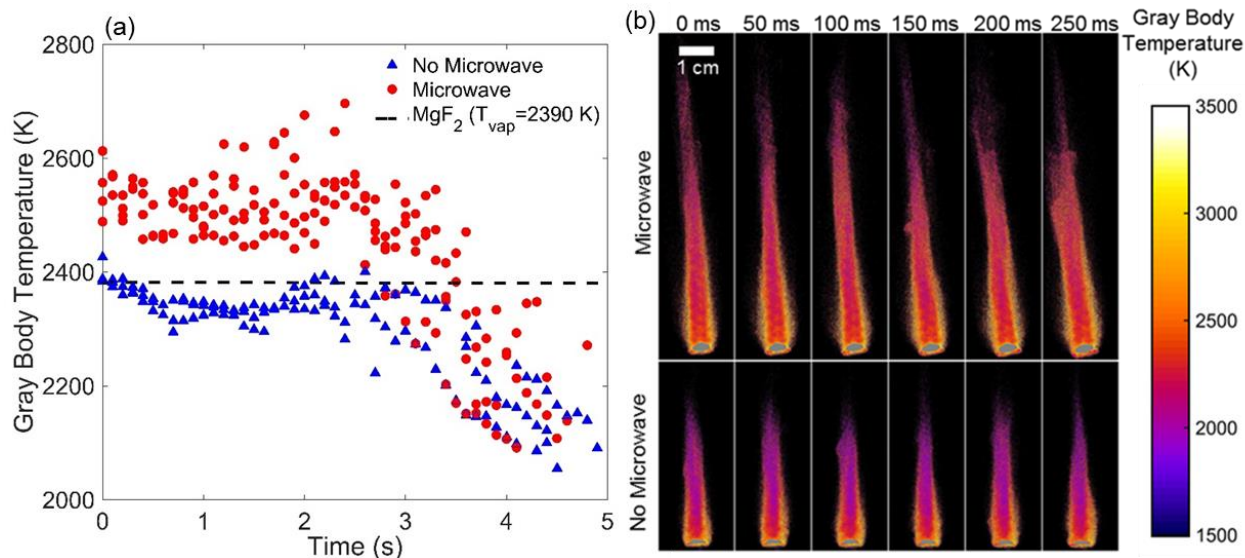 (a)
2800
2600
2400
2200
2000
Gray Body Temperature (K)
No Microwave
Microwave
MgF₂ (Tvap=2390 K)
0 1 2 3 4 5
Time (s)
(b)
0 ms 50 ms 100 ms 150 ms 200 ms 250 ms
1 cm
Microwave
No Microwave
Gray Body
Temperature
(K)
3500
3000
2500
2000
1500